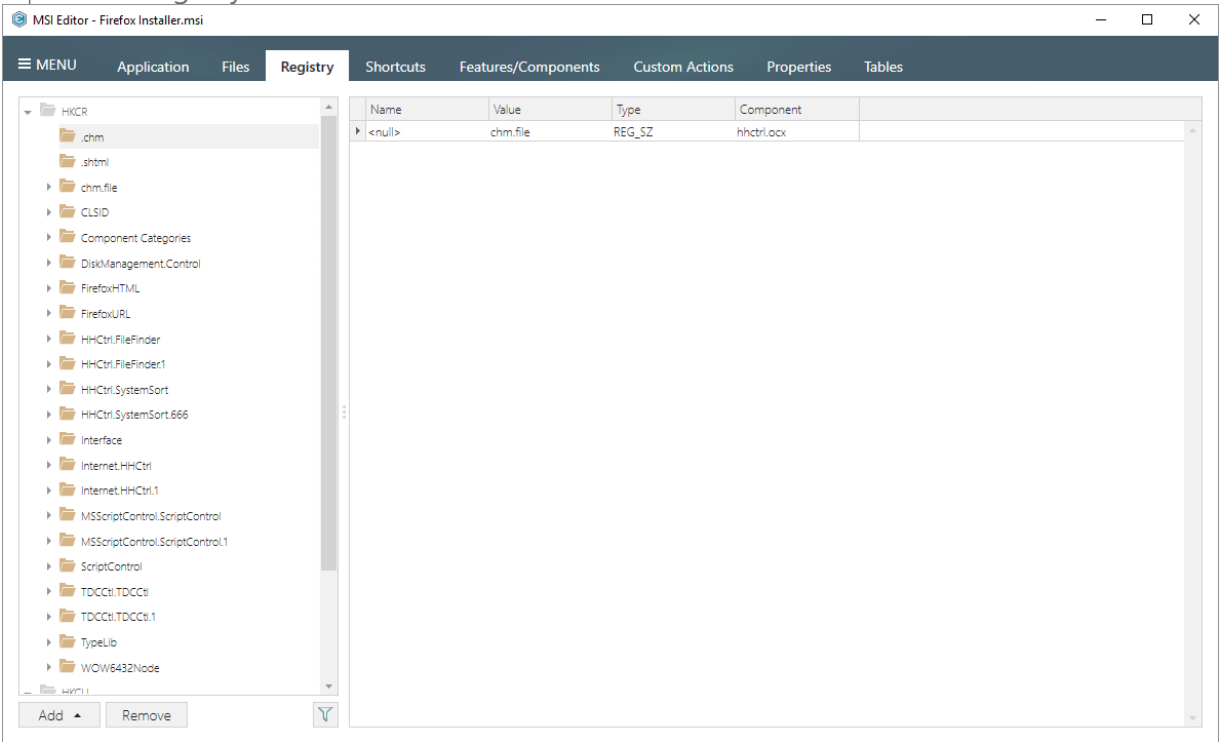 MSI Editor - Firefox Installer.msi
MENU Application Files Registry Shortcuts Features/Components Custom Actions Properties Tables
HKCR
.chm
.shtml
chm.file
CLSID
Component Categories
DiskManagement.Control
FirefoxHTML
FirefoxURL
HHCtrl.FileFinder
HHCtrl.FileFinder.1
HHCtrl.SystemSort
HHCtrl.SystemSort.666
Interface
Internet.HHCtrl
Internet.HHCtrl.1
MSScriptControl.ScriptControl
MSScriptControl.ScriptControl.1
ScriptControl
TDCCtl.TDCCtl
TDCCtl.TDCCtl.1
TypeLib
WOW6432Node
HKCU
Add Remove
Name Value Type Component
<null> chm.file REG_SZ hhctrl.ocx